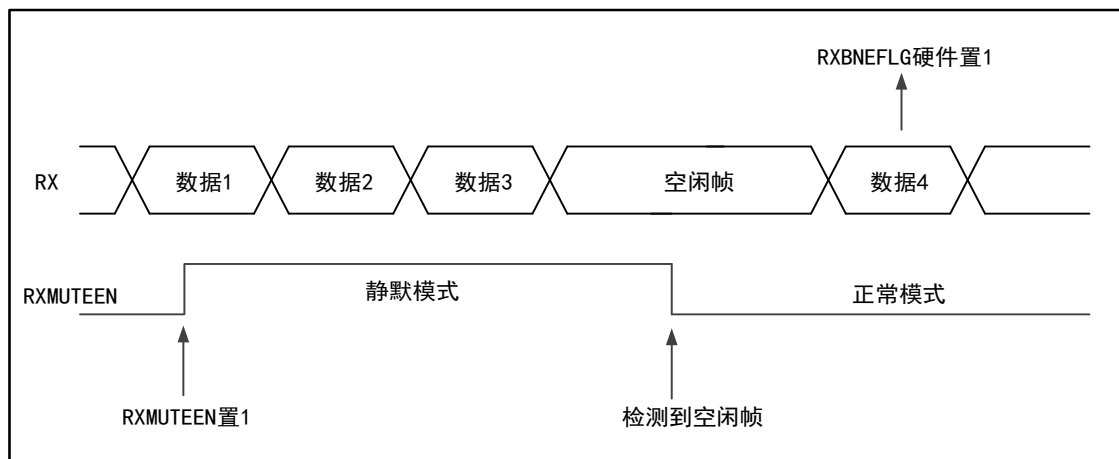 RXBNEFLG硬件置1
RX 数据1 数据2 数据3 空闲帧 数据4
RXMUTEEN 静默模式 正常模式
RXMUTEEN置1 检测到空闲帧